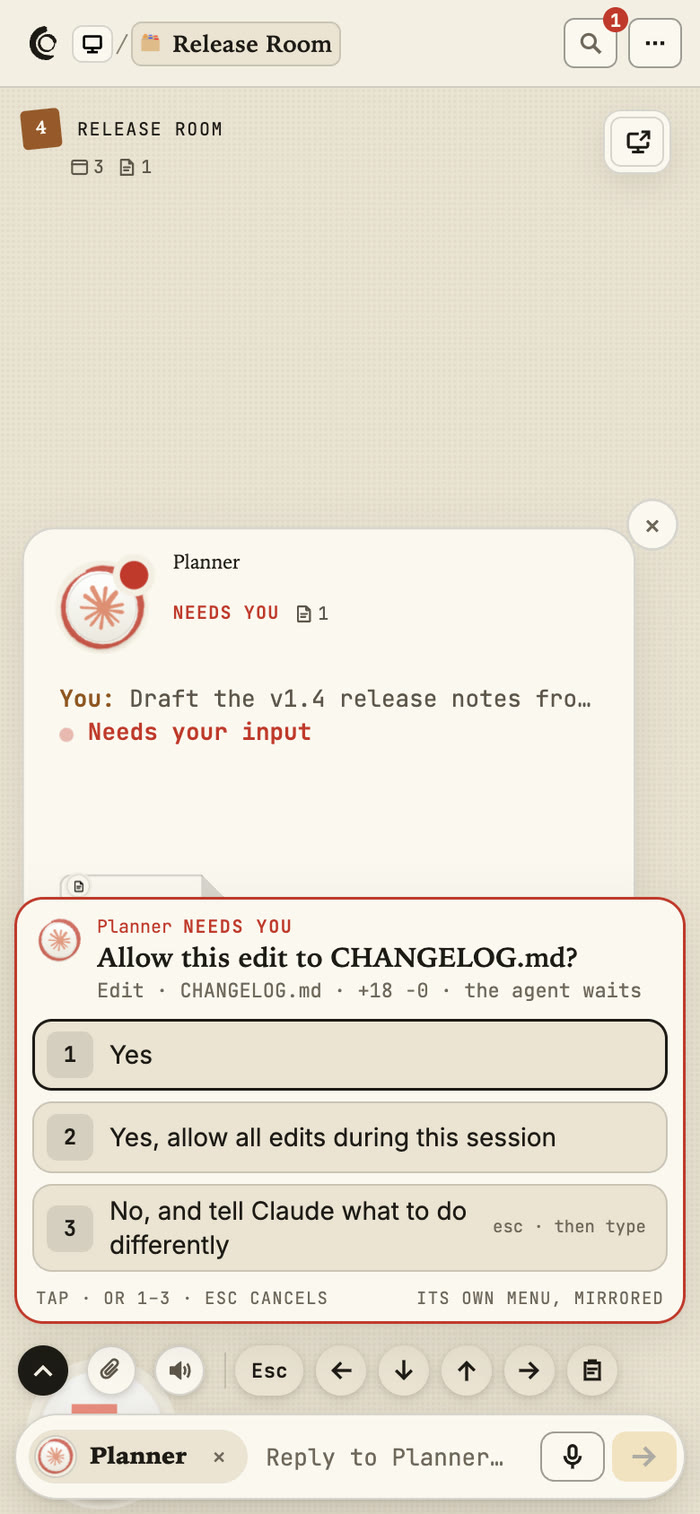 / Release Room
1
4 RELEASE ROOM
3 1
×
Planner
NEEDS YOU 1
You: Draft the v1.4 release notes fro…
Needs your input
Planner NEEDS YOU
Allow this edit to CHANGELOG.md?
Edit · CHANGELOG.md · +18 -0 · the agent waits
1 Yes
2 Yes, allow all edits during this session
3 No, and tell Claude what to do
differently
esc · then type
TAP · OR 1–3 · ESC CANCELS
ITS OWN MENU, MIRRORED
Esc ← ↓ ↑ →
Planner × Reply to Planner…